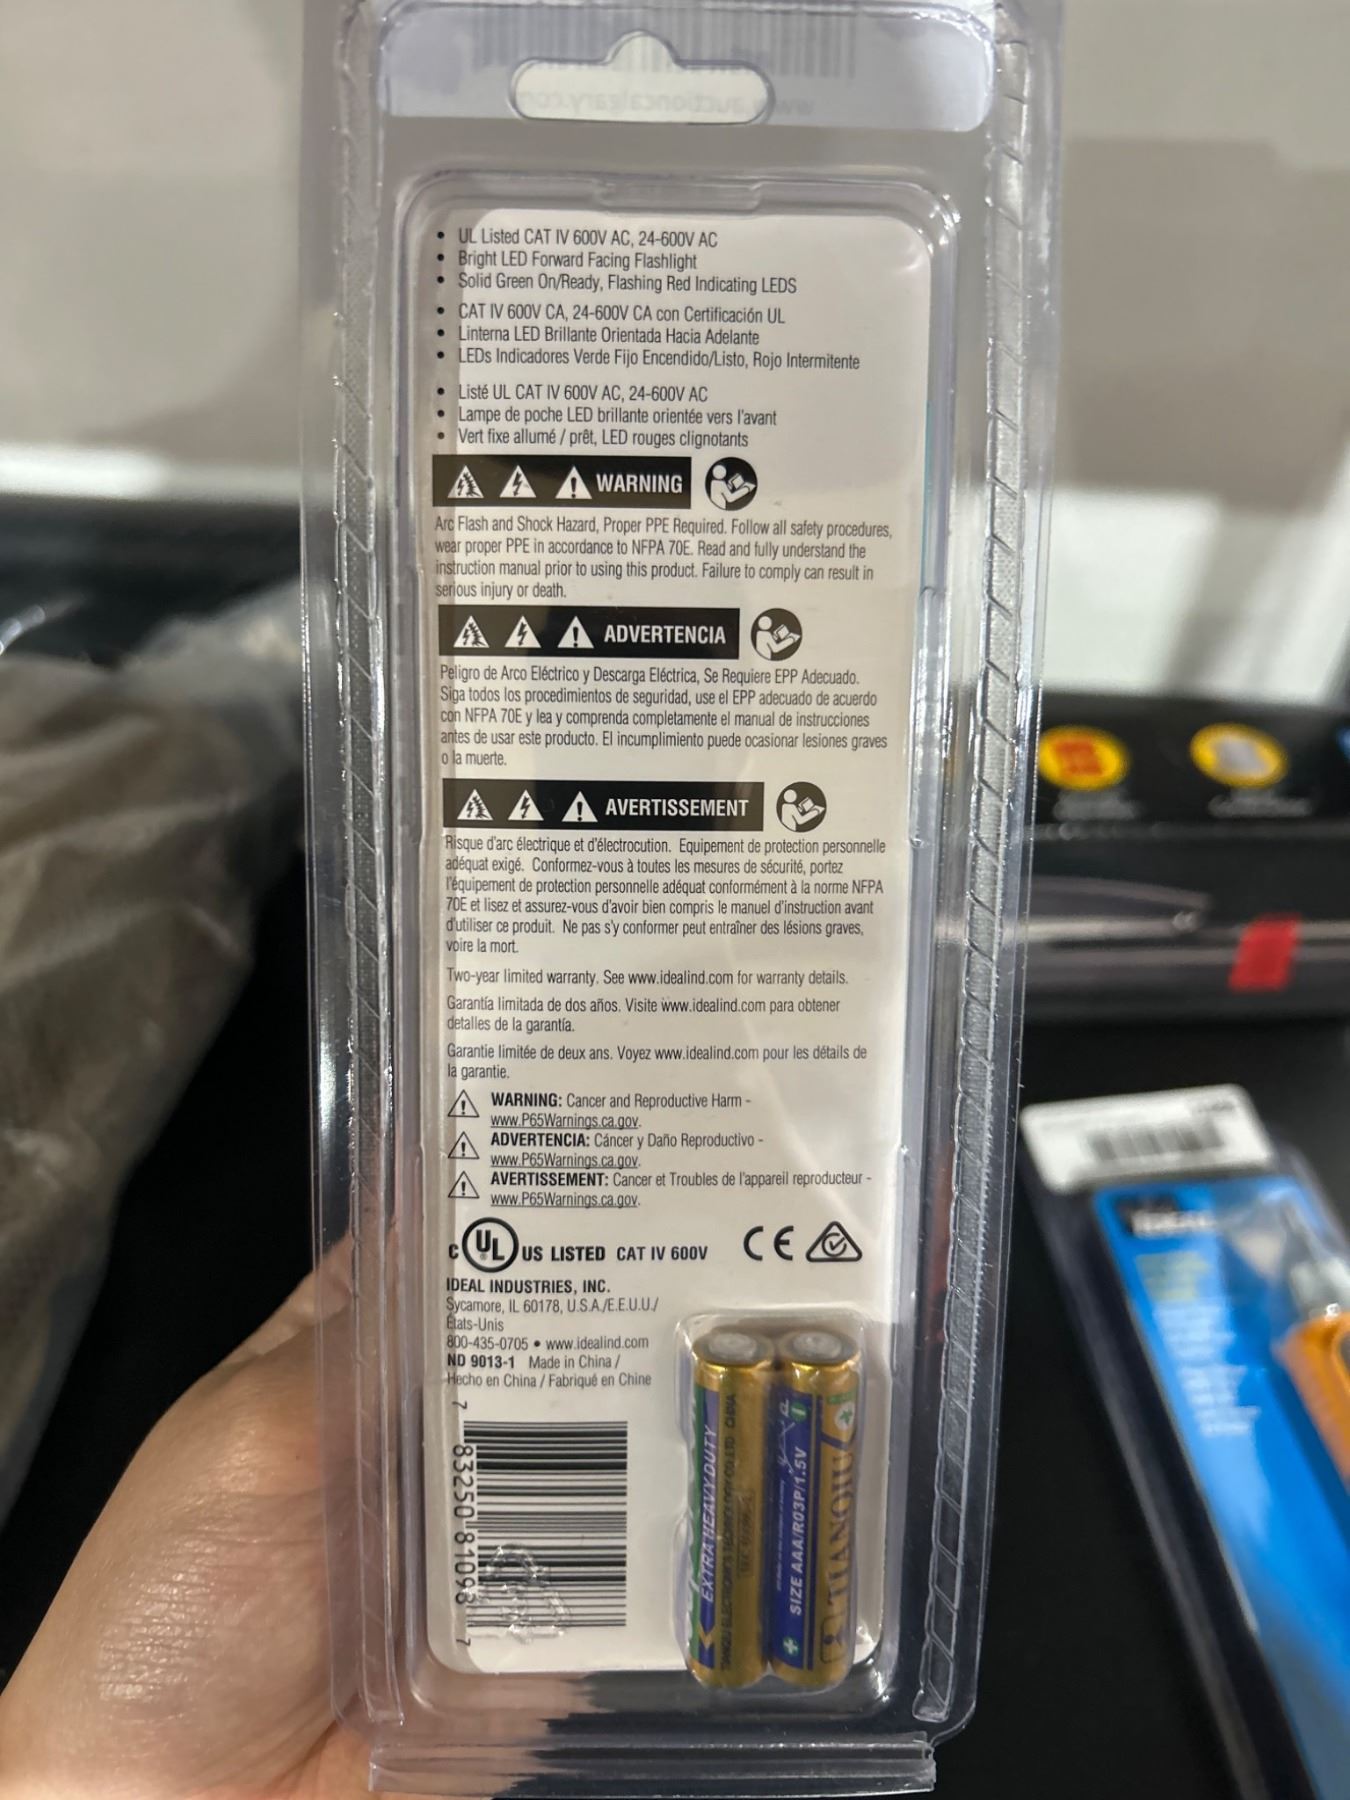 • UL Listed CAT IV 600V AC, 24-600V AC
• Bright LED Forward Facing Flashlight
• Solid Green On/Ready, Flashing Red Indicating LEDS
• CAT IV 600V CA, 24-600V CA con Certificación UL
• Linterna LED Brillante Orientada Hacia Adelante
• LEDs Indicadores Verde Fijo Encendido/Listo, Rojo Intermitente
• Listé UL CAT IV 600V AC, 24-600V AC
• Lampe de poche LED brillante orientée vers l'avant
• Vert fixe allumé / prêt, LED rouges clignotants
WARNING
Arc Flash and Shock Hazard, Proper PPE Required. Follow all safety procedures,
wear proper PPE in accordance to NFPA 70E. Read and fully understand the
instruction manual prior to using this product. Failure to comply can result in
serious injury or death.
ADVERTENCIA
Peligro de Arco Eléctrico y Descarga Eléctrica, Se Requiere EPP Adecuado.
Siga todos los procedimientos de seguridad, use el EPP adecuado de acuerdo
con NFPA 70E y lea y comprenda completamente el manual de instrucciones
antes de usar este producto. El incumplimiento puede ocasionar lesiones graves
o la muerte.
AVERTISSEMENT
Risque d'arc électrique et d'électrocution. Equipement de protection personnelle
adéquat exigé. Conformez-vous à toutes les mesures de sécurité, portez
l'équipement de protection personnelle adéquat conformément à la norme NFPA
70E et lisez et assurez-vous d'avoir bien compris le manuel d'instruction avant
d'utiliser ce produit. Ne pas s'y conformer peut entraîner des lésions graves,
voire la mort.
Two-year limited warranty. See www.idealind.com for warranty details.
Garantía limitada de dos años. Visite www.idealind.com para obtener
detalles de la garantía.
Garantie limitée de deux ans. Voyez www.idealind.com pour les détails de
la garantie.
WARNING: Cancer and Reproductive Harm -
www.P65Warnings.ca.gov.
ADVERTENCIA: Cáncer y Daño Reproductivo -
www.P65Warnings.ca.gov.
AVERTISSEMENT: Cancer et Troubles de l'appareil reproducteur -
www.P65Warnings.ca.gov.
C UL US LISTED CAT IV 600V CE
IDEAL INDUSTRIES, INC.
Sycamore, IL 60178, U.S.A./E.E.U.U./
États-Unis
800-435-0705 • www.idealind.com
ND 9013-1 Made in China /
Hecho en China / Fabriqué en Chine
7 83250 81098 7
EXTRA HEAVY DUTY
SIZE AAA/R03P/1.5V
TIANQIU
www.auctioncalgary.com
IDEAL